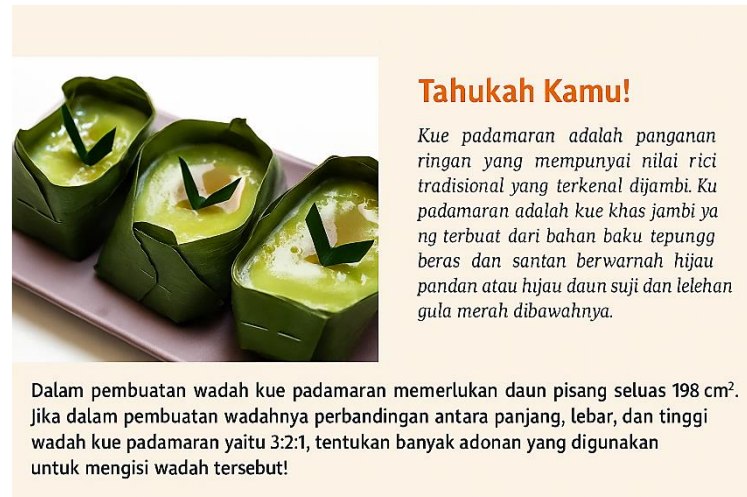 Tahukah Kamu!
Kue padamaran adalah panganan
ringan yang mempunyai nilai rici
tradisional yang terkenal dijambi. Ku
padamaran adalah kue khas jambi ya
ng terbuat dari bahan baku tepungg
beras dan santan berwarnah hijau
pandan atau hıjau daun suji dan lelehan
gula merah dibawahnya.
Dalam pembuatan wadah kue padamaran memerlukan daun pisang seluas 198 cm².
Jika dalam pembuatan wadahnya perbandingan antara panjang, lebar, dan tinggi
wadah kue padamaran yaitu 3:2:1, tentukan banyak adonan yang digunakan
untuk mengisi wadah tersebut!